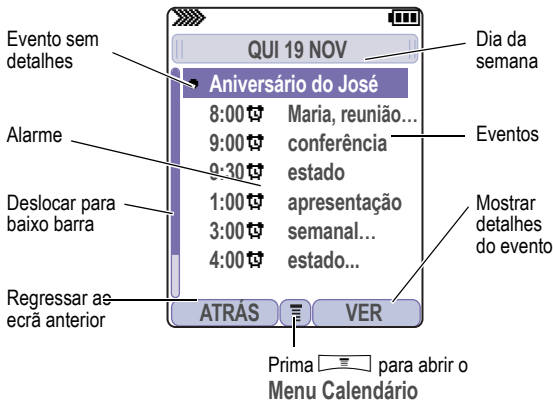 Evento sem
detalhes
Alarme
Deslocar para
baixo barra
Regressar ao
ecrã anterior
QUI 19 NOV
Aniversário do José
8:00 Maria, reunião…
9:00 conferência
9:30 estado
1:00 apresentação
3:00 semanal…
4:00 estado...
ATRÁS VER
Dia da
semana
Eventos
Mostrar
detalhes
do evento
Prima para abrir o
Menu Calendário